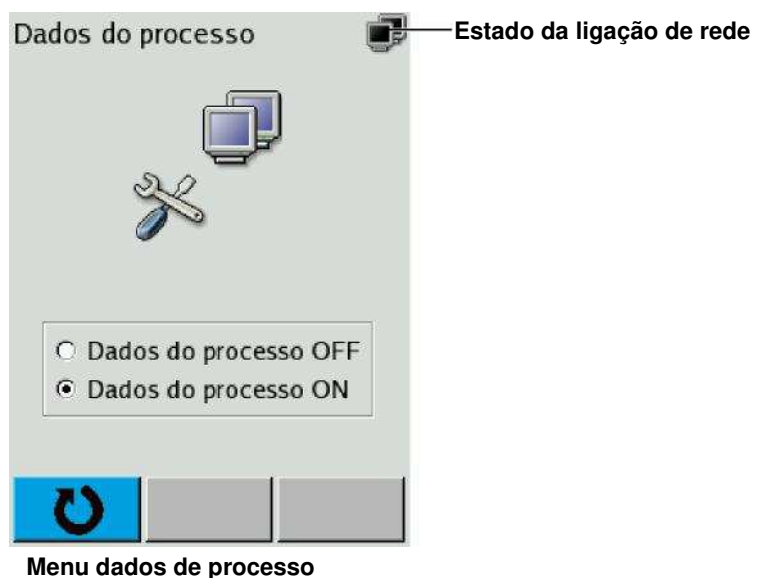 Dados do processo
Estado da ligação de rede
Dados do processo OFF
Dados do processo ON
Menu dados de processo